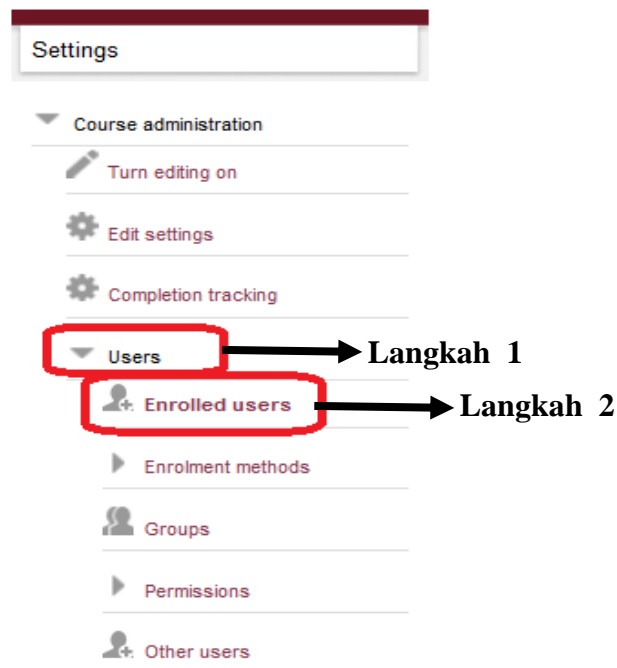 Settings
Course administration
Turn editing on
Edit settings
Completion tracking
Users
Langkah 1
Enrolled users
Langkah 2
Enrolment methods
Groups
Permissions
Other users